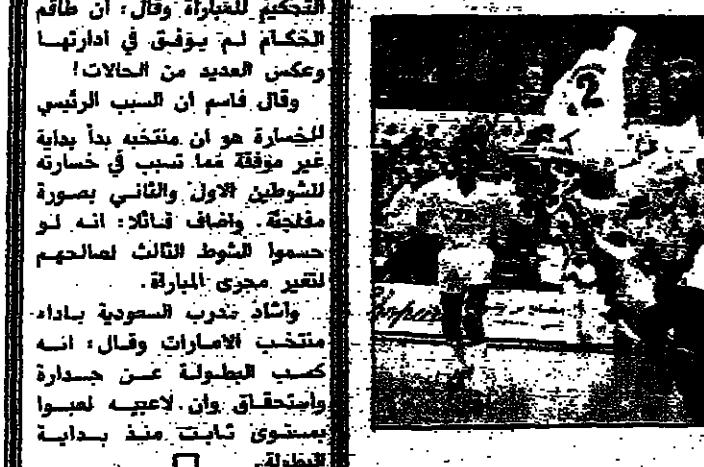 التحكيم للمباراة وقال: ان طاقم
الحكام لم يوفق في ادارتها
وعكس العديد من الحالات!
وقال قاسم ان السبب الرئيسي
للخسارة هو ان منتخبه بدأ بداية
غير موفقة مما تسبب في خسارته
للشوطين الاول والثاني بصورة
مفاجئة. واضاف قائلا: انه لو
حسموا الشوط الثالث لصالحهم
لتغير مجرى المباراة.
وأشاد مدرب السعودية باداء
منتخب الامارات وقال: انه
كسب البطولة عن جدارة
واستحقاق وان لاعبيه لعبوا
بمستوى ثابت منذ بداية
البطولة.
2